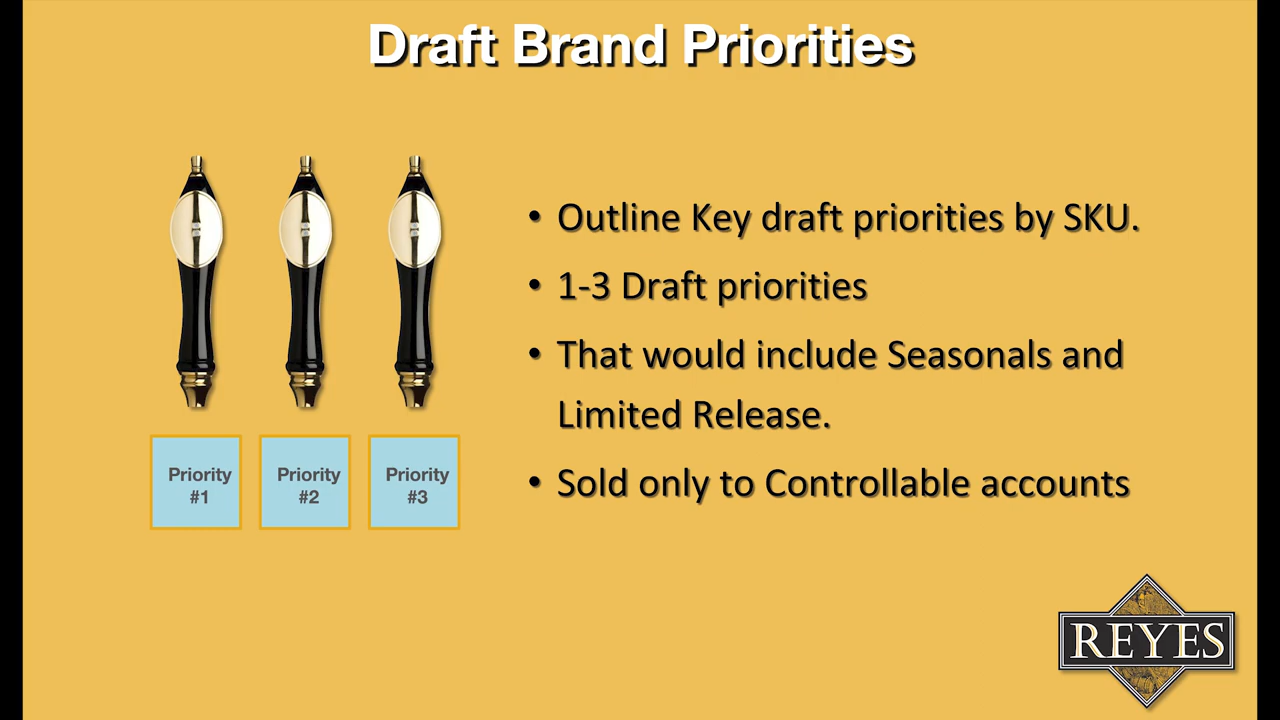 Draft Brand Priorities
• Outline Key draft priorities by SKU.
• 1-3 Draft priorities
• That would include Seasonals and
Limited Release.
• Sold only to Controllable accounts
Priority
#1
Priority
#2
Priority
#3
REYES